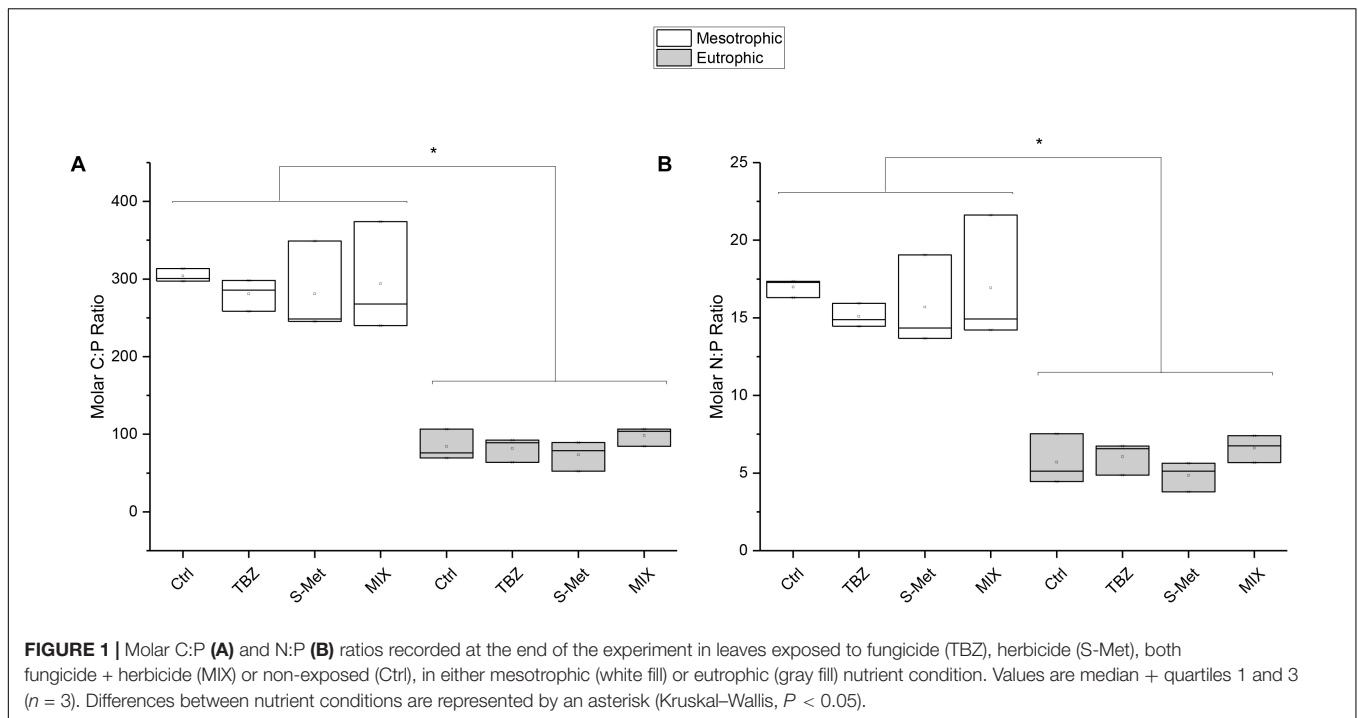 Mesotrophic
Eutrophic
A
*
400
300
200
100
0
Molar C:P Ratio
Ctrl
TBZ
S-Met
MIX
Ctrl
TBZ
S-Met
MIX
B
*
25
20
15
10
5
0
Molar N:P Ratio
Ctrl
TBZ
S-Met
MIX
Ctrl
TBZ
S-Met
MIX
FIGURE 1 | Molar C:P (A) and N:P (B) ratios recorded at the end of the experiment in leaves exposed to fungicide (TBZ), herbicide (S-Met), both
fungicide + herbicide (MIX) or non-exposed (Ctrl), in either mesotrophic (white fill) or eutrophic (gray fill) nutrient condition. Values are median + quartiles 1 and 3
(n = 3). Differences between nutrient conditions are represented by an asterisk (Kruskal–Wallis, P < 0.05).